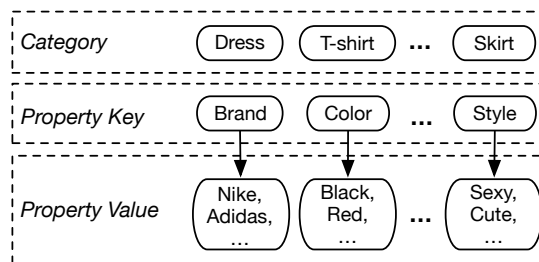 Category Dress T-shirt ... Skirt
Property Key Brand Color ... Style
Property Value
Nike, Black, Sexy,
Adidas, Red, ... Cute,
... ... ...